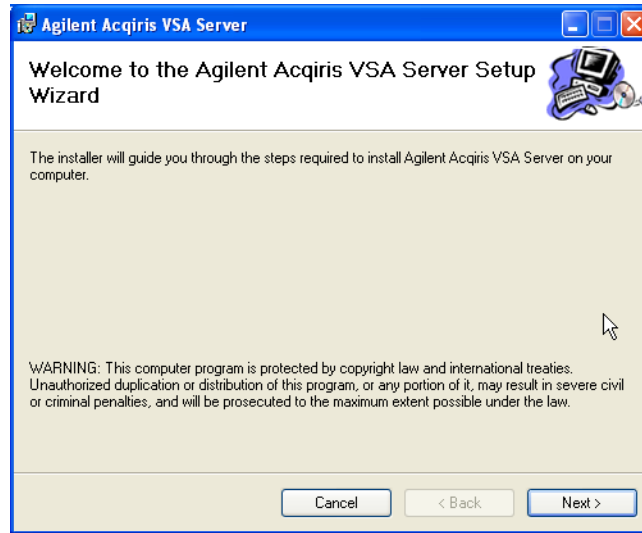 Agilent Acqiris VSA Server
Welcome to the Agilent Acqiris VSA Server Setup
Wizard
The installer will guide you through the steps required to install Agilent Acqiris VSA Server on your
computer.
WARNING: This computer program is protected by copyright law and international treaties.
Unauthorized duplication or distribution of this program, or any portion of it, may result in severe civil
or criminal penalties, and will be prosecuted to the maximum extent possible under the law.
Cancel < Back Next >